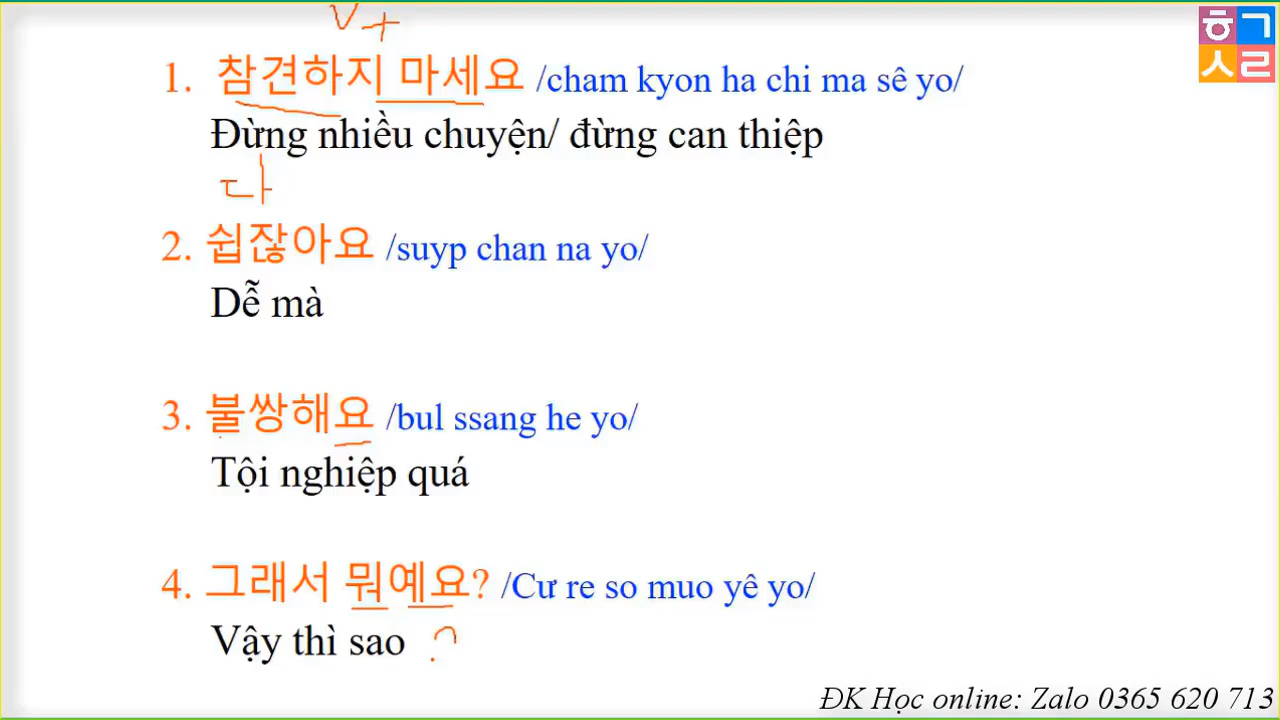 V +
1. 참견하지 마세요 /cham kyon ha chi ma sê yo/
Đừng nhiều chuyện/ đừng can thiệp
다
2. 쉽잖아요 /suyp chan na yo/
Dễ mà
3. 불쌍해요 /bul ssang he yo/
Tội nghiệp quá
4. 그래서 뭐예요? /Cư re so muo yê yo/
Vậy thì sao ?
ĐK Học online: Zalo 0365 620 713
ㅎㄱ
ㅅㄹ